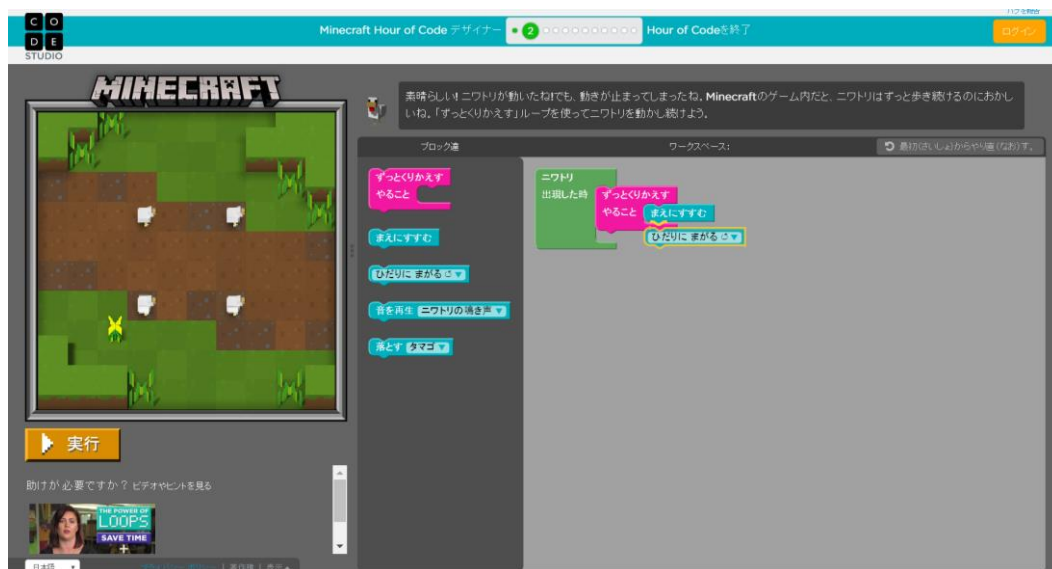 バグを報告
C O
D E
STUDIO
Minecraft Hour of Code デザイナー
2
Hour of Codeを終了
ログイン
MINECRAFT
素晴らしい! ニワトリが動いたね!でも、動きが止まってしまったね。Minecraftのゲーム内だと、ニワトリはずっと歩き続けるのにおかし
いね。「ずっとくりかえす」ループを使ってニワトリを動かし続けよう。
ブロック達
ワークスペース:
最初(さいしょ)からやり直(なお)す。
ずっとくりかえす
やること
まえにすすむ
ひだりに まがる
音を再生 ニワトリの鳴き声
落とす タマゴ
ニワトリ
出現した時
ずっとくりかえす
やること まえにすすむ
ひだりに まがる
実行
助けが必要ですか? ビデオやヒントを見る
THE POWER OF
LOOPS
SAVE TIME
日本語